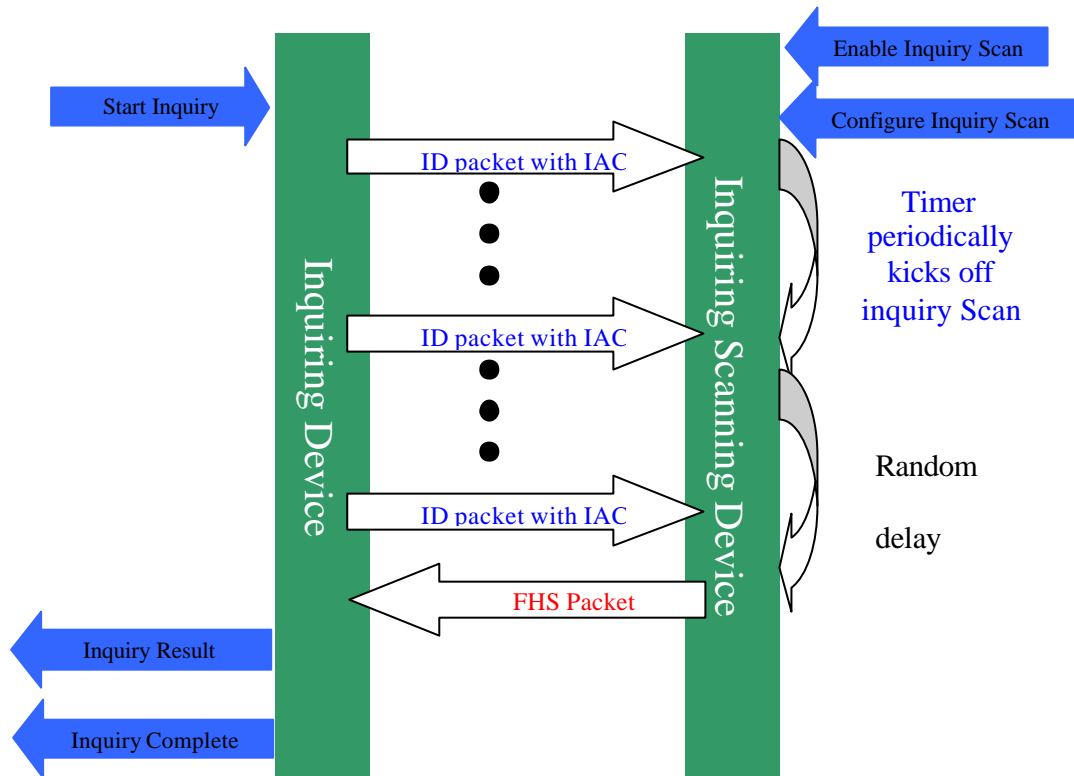 Enable Inquiry Scan
Start Inquiry
Configure Inquiry Scan
ID packet with IAC
Timer
periodically
kicks off
inquiry Scan
Inquiring Device
Inquiring Scanning Device
ID packet with IAC
Random
delay
ID packet with IAC
FHS Packet
Inquiry Result
Inquiry Complete